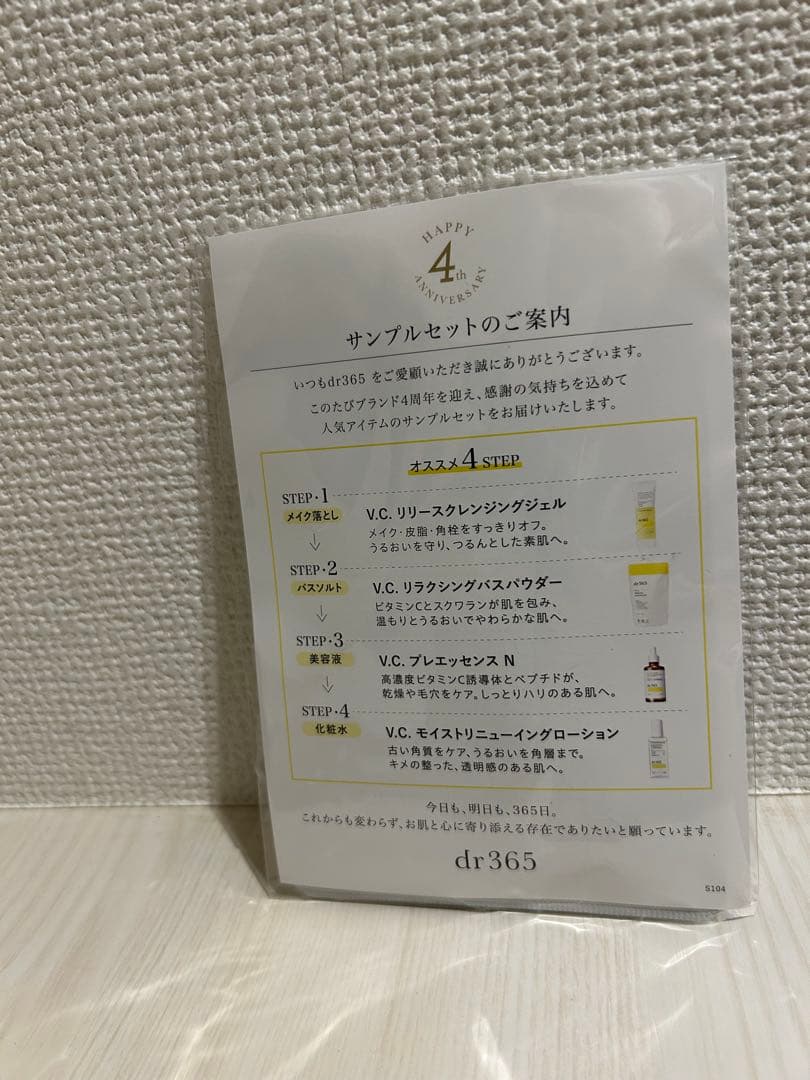 HAPPY
4th
ANNIVERSARY
サンプルセットのご案内
いつもdr365 をご愛顧いただき誠にありがとうございます。
このたびブランド4周年を迎え、感謝の気持ちを込めて
人気アイテムのサンプルセットをお届けいたします。
オススメ 4 STEP
STEP・1
メイク落とし
V.C. リリースクレンジングジェル
メイク・皮脂・角栓をすっきりオフ。
うるおいを守り、つるんとした素肌へ。
STEP・2
バスソルト
V.C. リラクシングバスパウダー
ビタミンCとスクワランが肌を包み、
温もりとうるおいでやわらかな肌へ。
dr365
STEP・3
美容液
V.C. プレエッセンス N
高濃度ビタミンC誘導体とペプチドが、
乾燥や毛穴をケア。しっとりハリのある肌へ。
STEP・4
化粧水
V.C. モイストリニューイングローション
古い角質をケア、うるおいを角層まで。
キメの整った、透明感のある肌へ。
今日も、明日も、365日。
これからも変わらず、お肌と心に寄り添える存在でありたいと願っています。
dr365
S104